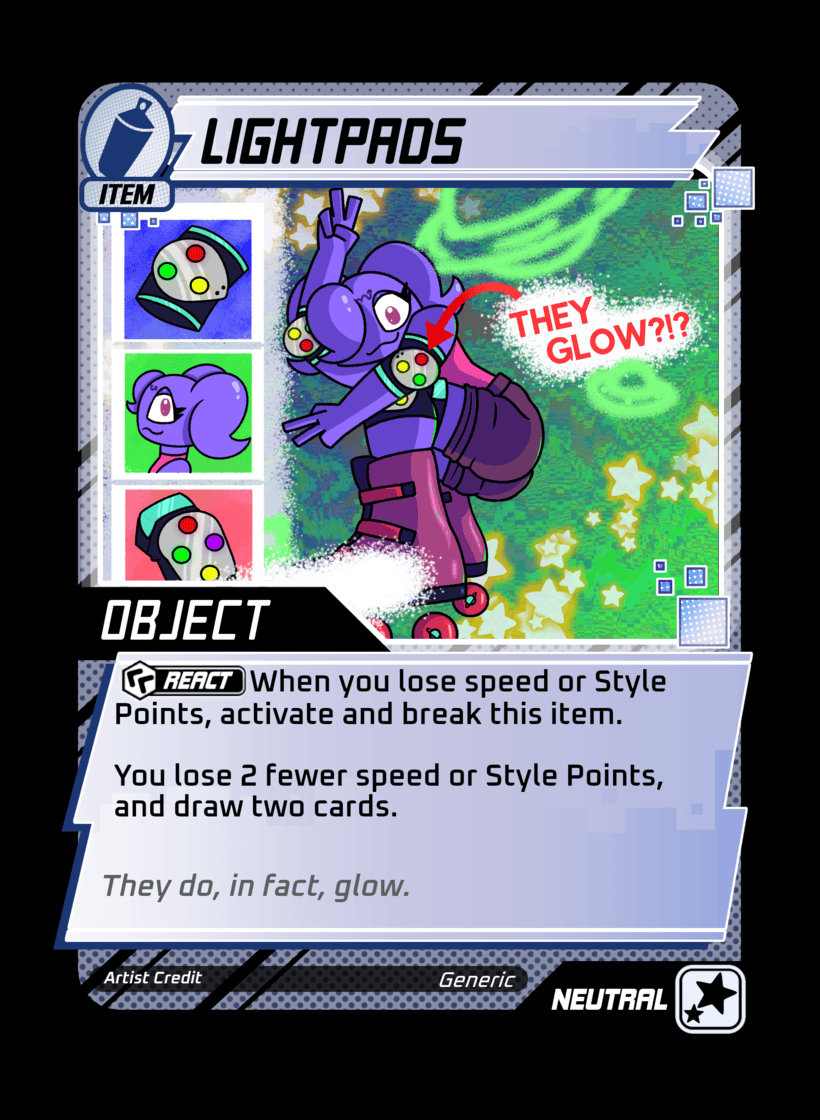 LIGHTPADS
ITEM
THEY
GLOW?!?
OBJECT
REACT When you lose speed or Style
Points, activate and break this item.
You lose 2 fewer speed or Style Points,
and draw two cards.
They do, in fact, glow.
Artist Credit
Generic
NEUTRAL